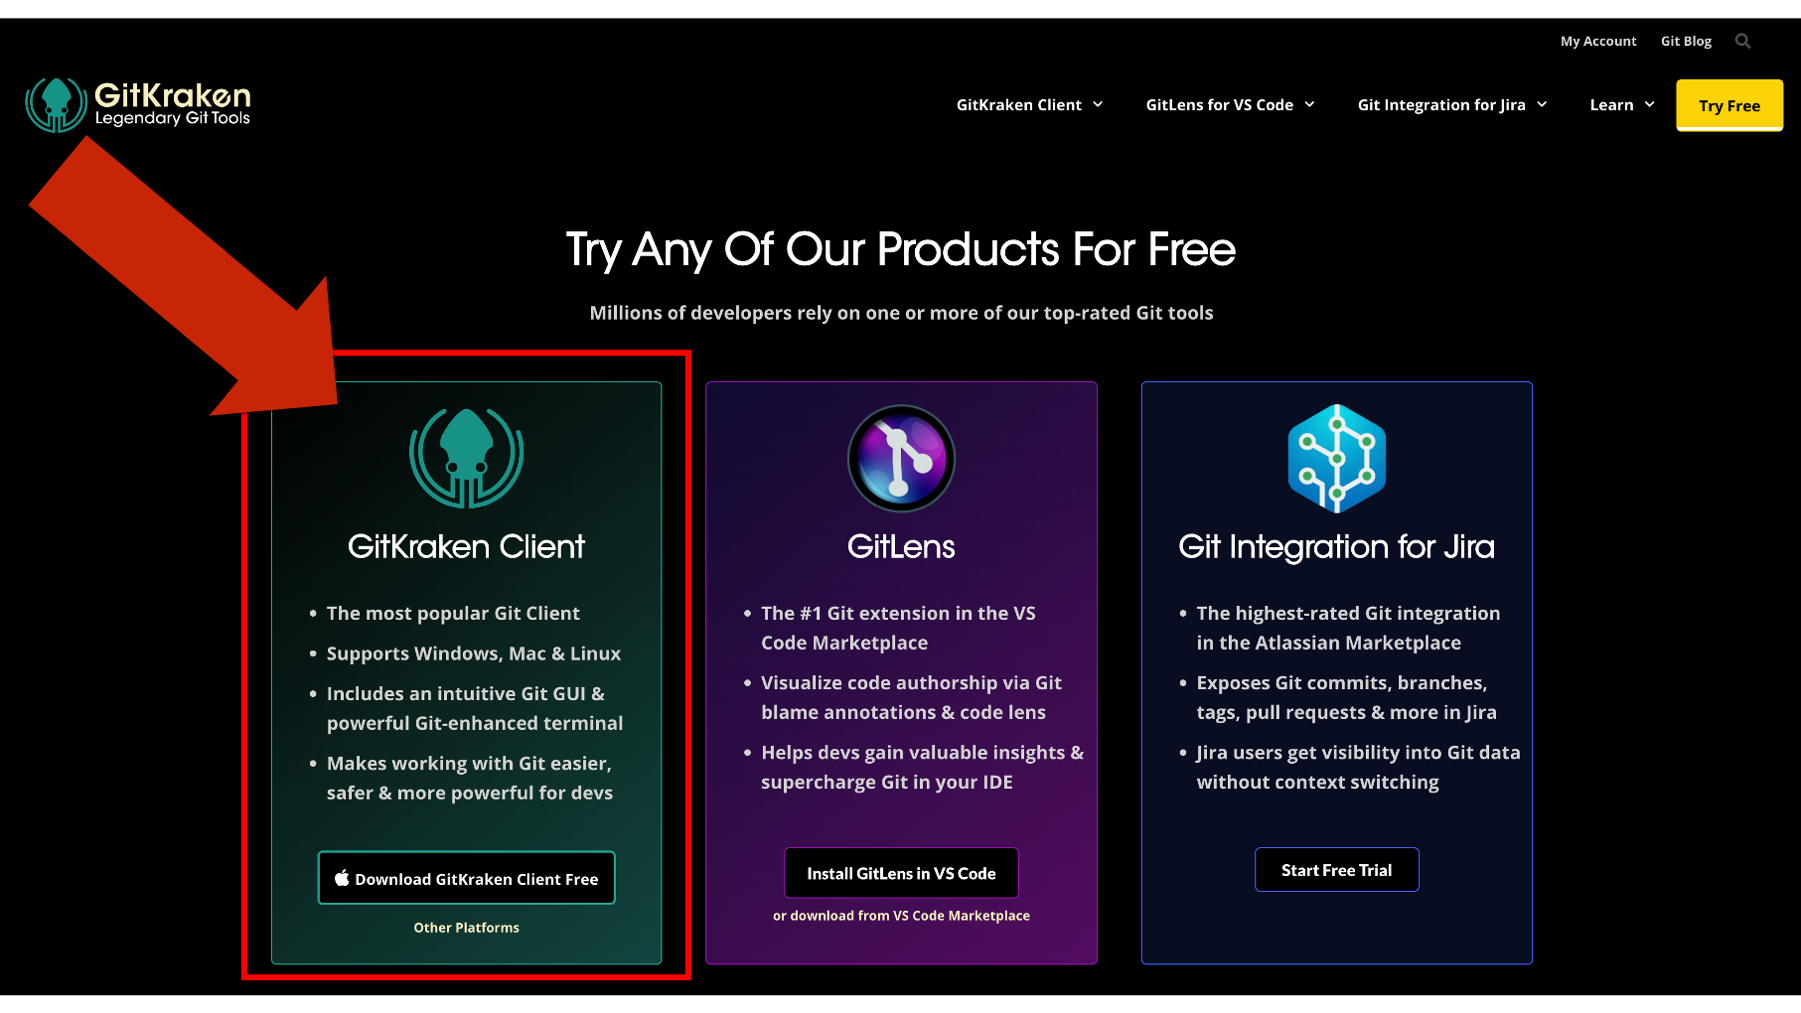 My Account Git Blog
GitKraken
Legendary Git Tools
GitKraken Client GitLens for VS Code Git Integration for Jira Learn Try Free
Try Any Of Our Products For Free
Millions of developers rely on one or more of our top-rated Git tools
GitKraken Client
• The most popular Git Client
• Supports Windows, Mac & Linux
• Includes an intuitive Git GUI &
powerful Git-enhanced terminal
• Makes working with Git easier,
safer & more powerful for devs
Download GitKraken Client Free
Other Platforms
GitLens
• The #1 Git extension in the VS
Code Marketplace
• Visualize code authorship via Git
blame annotations & code lens
• Helps devs gain valuable insights &
supercharge Git in your IDE
Install GitLens in VS Code
or download from VS Code Marketplace
Git Integration for Jira
• The highest-rated Git integration
in the Atlassian Marketplace
• Exposes Git commits, branches,
tags, pull requests & more in Jira
• Jira users get visibility into Git data
without context switching
Start Free Trial